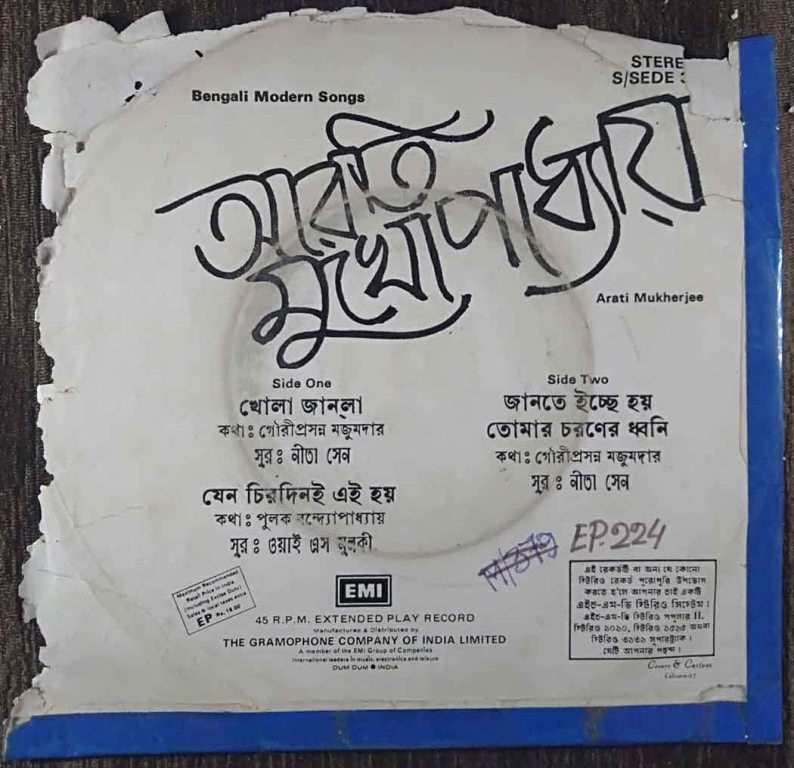 STERE
S/SEDE 3
Bengali Modern Songs
আরতি
মুখোপাধ্যায়
Arati Mukherjee
Side One
খোলা জানলা
কথা : গৌরীপ্রসন্ন মজুমদার
সুর : নীতা সেন
যেন চিরদিনই এই হয়
কথা : পুলক বন্দ্যোপাধ্যায়
সুর : ওয়াই এস মুলকী
Side Two
জানতে ইচ্ছে হয়
তোমার চরণের ধ্বনি
কথা : গৌরীপ্রসন্ন মজুমদার
সুর : নীতা সেন
EP.224
Maximum Recommended
Retail Price in India
(Including Excise Duty)
Sales & local taxes extra
EP Rs. 18.00
EMI
45 R.P.M. EXTENDED PLAY RECORD
Manufactured & Distributed by
THE GRAMOPHONE COMPANY OF INDIA LIMITED
A member of the EMI Group of Companies
International leaders in music, electronics and leisure
DUM DUM ● INDIA
এই রেকর্ডটি বা অন্য যে কোনো
স্টিরিও রেকর্ড পুরোপুরি উপভোগ
করতে হ'লে আপনার চাই একটি
এইচ-এম-ভি স্টিরিও সিস্টেম।
এইচ-এম-ভি স্টিরিও পপুলার II.
স্টিরিও ১০১০, স্টিরিও ১৫১৫ অথবা
স্টিরিও ৩১৩১ সুপারস্ট্রাক।
যেটি আপনার পছন্দ।
Covers & Cartons